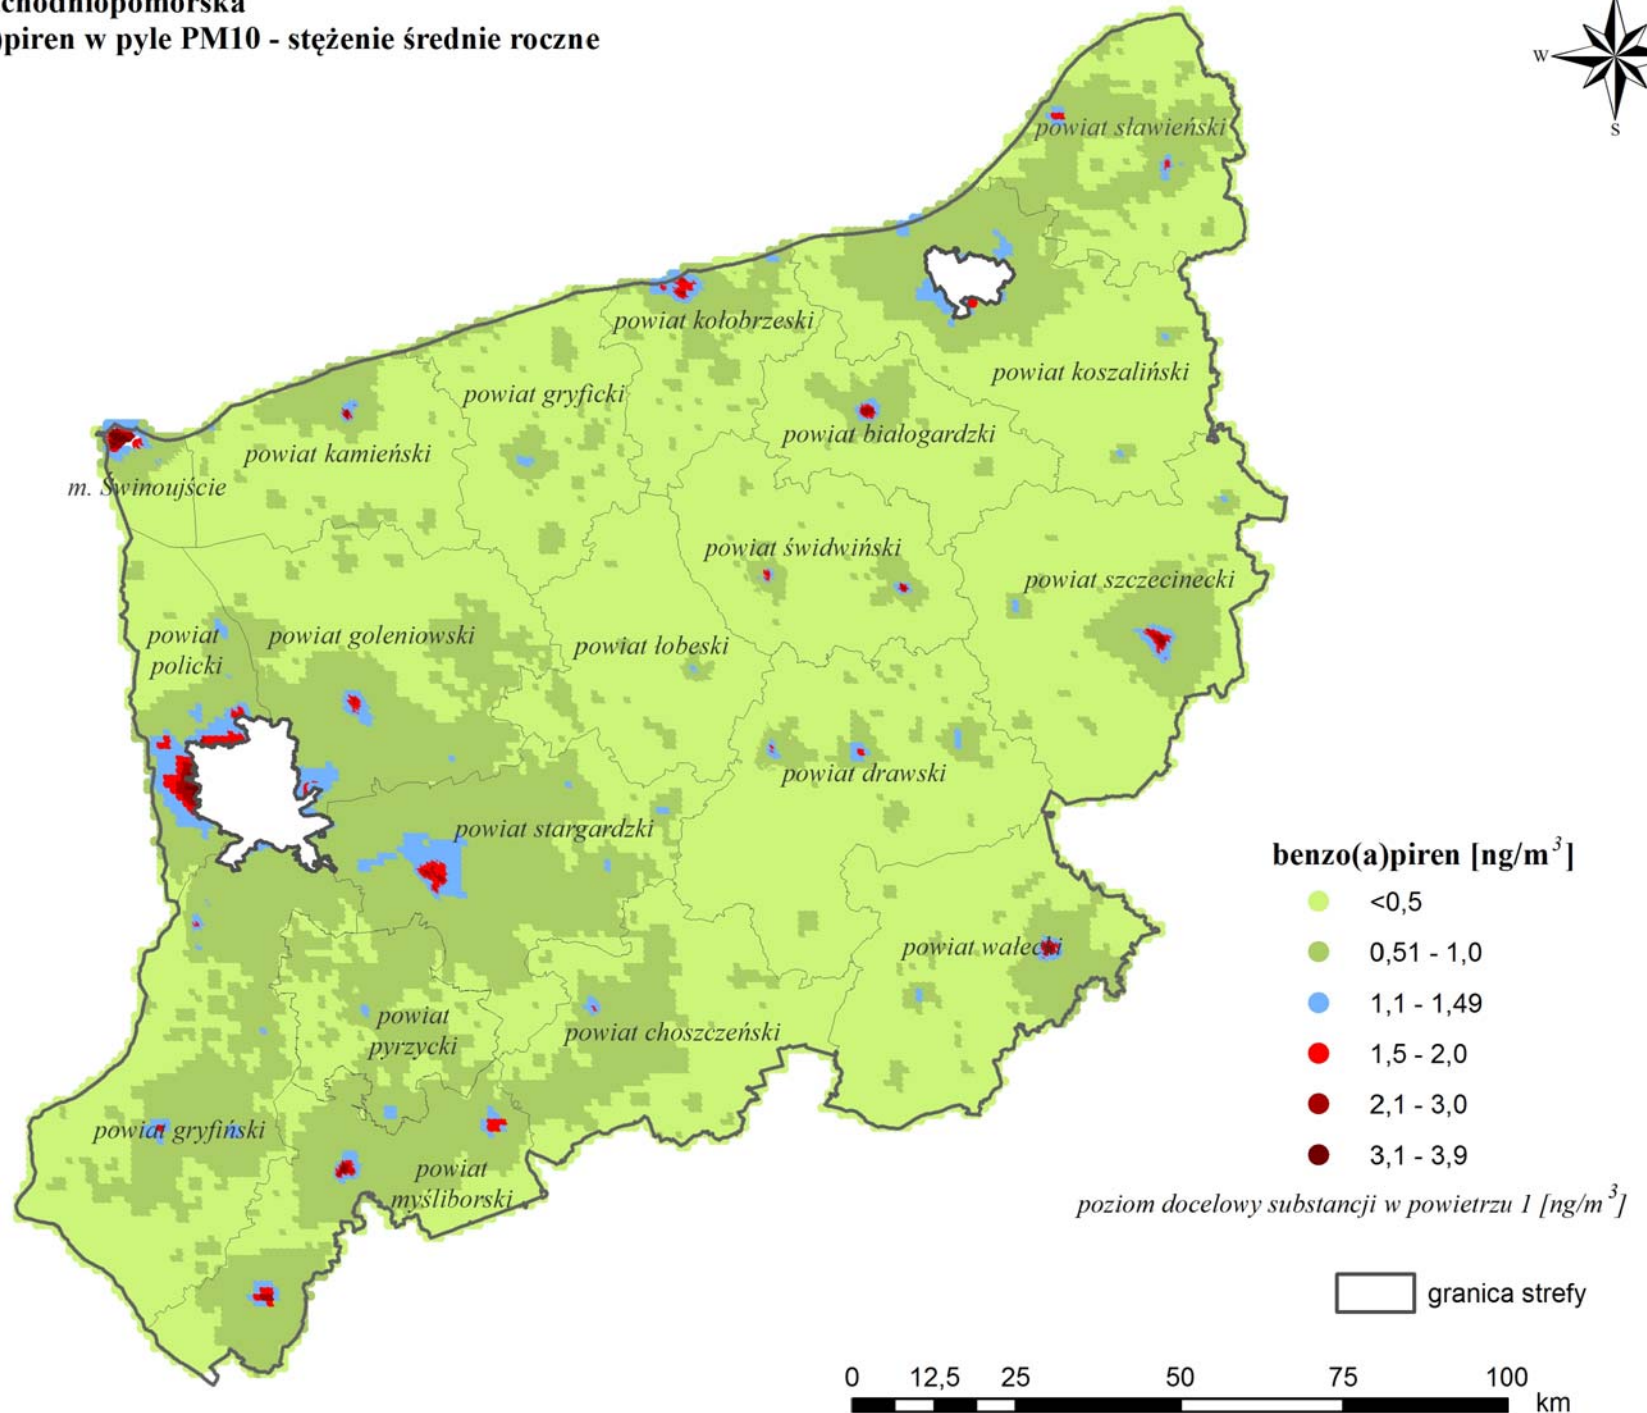 chodniopomorska
)piren w pyle PM10 - stężenie średnie roczne
W
S
powiat sławieński
powiat kołobrzeski
powiat koszaliński
powiat gryficki
powiat białogardzki
powiat kamieński
m. Świnoujście
powiat świdwiński
powiat szczecinecki
powiat
policki
powiat goleniowski
powiat łobeski
powiat drawski
powiat stargardzki
powiat wałecki
powiat
pyrzycki
powiat choszczeński
powiat gryfiński
powiat
myśliborski
benzo(a)piren [ng/m³]
<0,5
0,51 - 1,0
1,1 - 1,49
1,5 - 2,0
2,1 - 3,0
3,1 - 3,9
poziom docelowy substancji w powietrzu 1 [ng/m³]
granica strefy
0 12,5 25 50 75 100
km